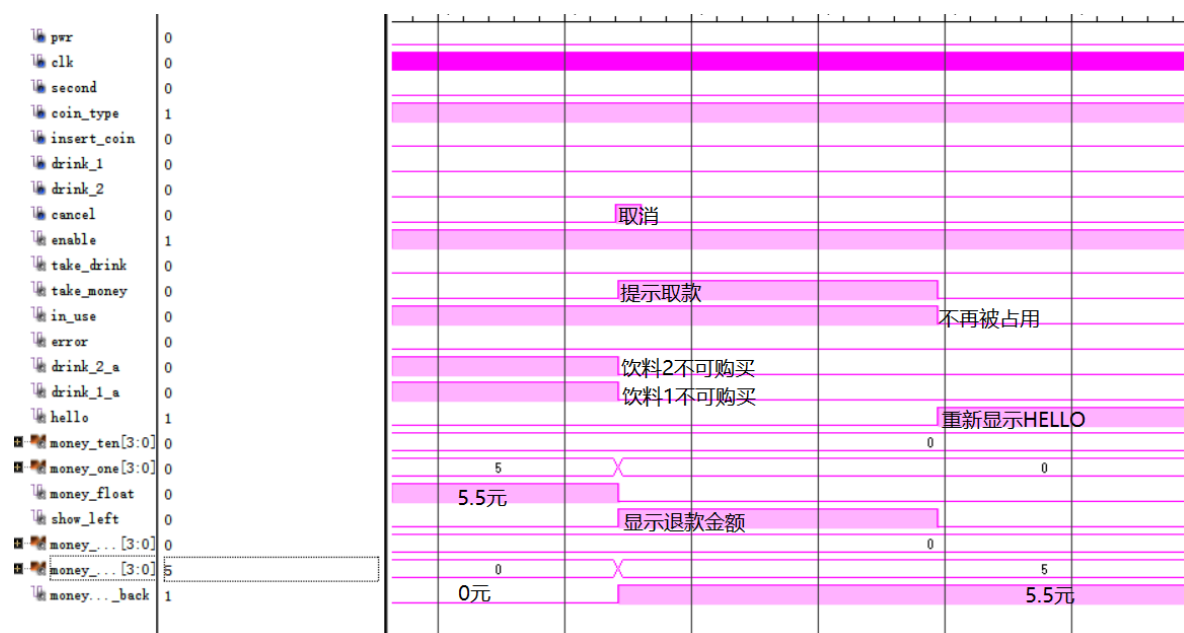 pwr 0
clk 0
second 0
coin_type 1
insert_coin 0
drink_1 0
drink_2 0
cancel 0 取消
enable 1
take_drink 0
take_money 0 提示取款
in_use 0 不再被占用
error 0
drink_2_a 0 饮料2不可购买
drink_1_a 0 饮料1不可购买
hello 1 重新显示HELLO
money_ten[3:0] 0 0
money_one[3:0] 0 5 0
money_float 0 5.5元
show_left 0 显示退款金额
money_...[3:0] 0 0
money_...[3:0] 5 0 5
money..._back 1 0元 5.5元